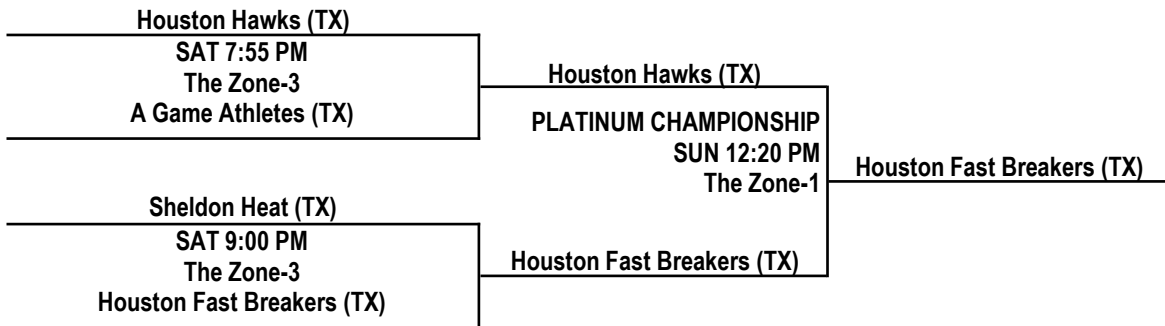 Houston Hawks (TX)
SAT 7:55 PM
The Zone-3
A Game Athletes (TX)
Houston Hawks (TX)
PLATINUM CHAMPIONSHIP
SUN 12:20 PM
The Zone-1
Houston Fast Breakers (TX)
Sheldon Heat (TX)
SAT 9:00 PM
The Zone-3
Houston Fast Breakers (TX)
Houston Fast Breakers (TX)